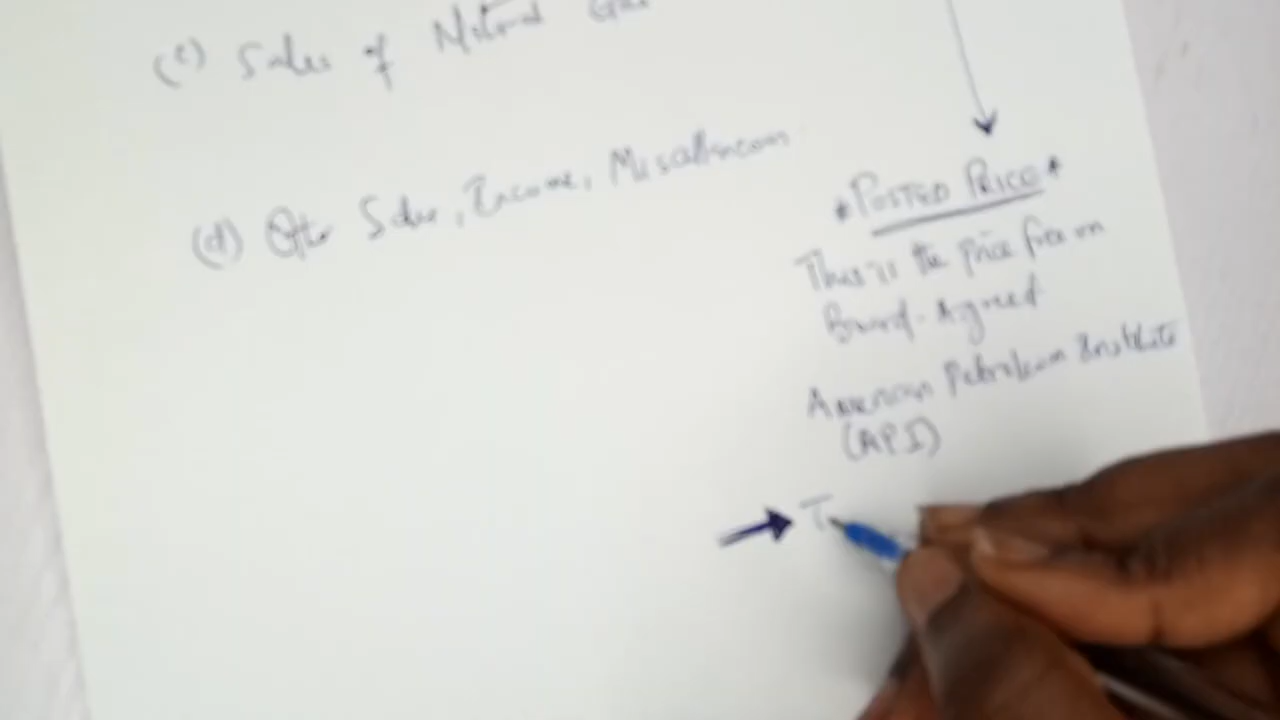 (c) Sales of Natural Gas
(d) Other Sales, Income, Miscellaneous
*POSTED PRICE*
This is the price free on
Board - Agreed
American Petroleum Institute
(API)
T